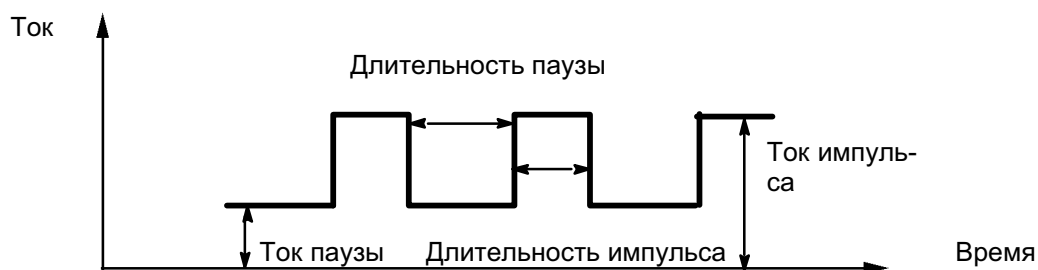 Ток
Длительность паузы
Ток импуль-
са
Ток паузы
Длительность импульса
Время